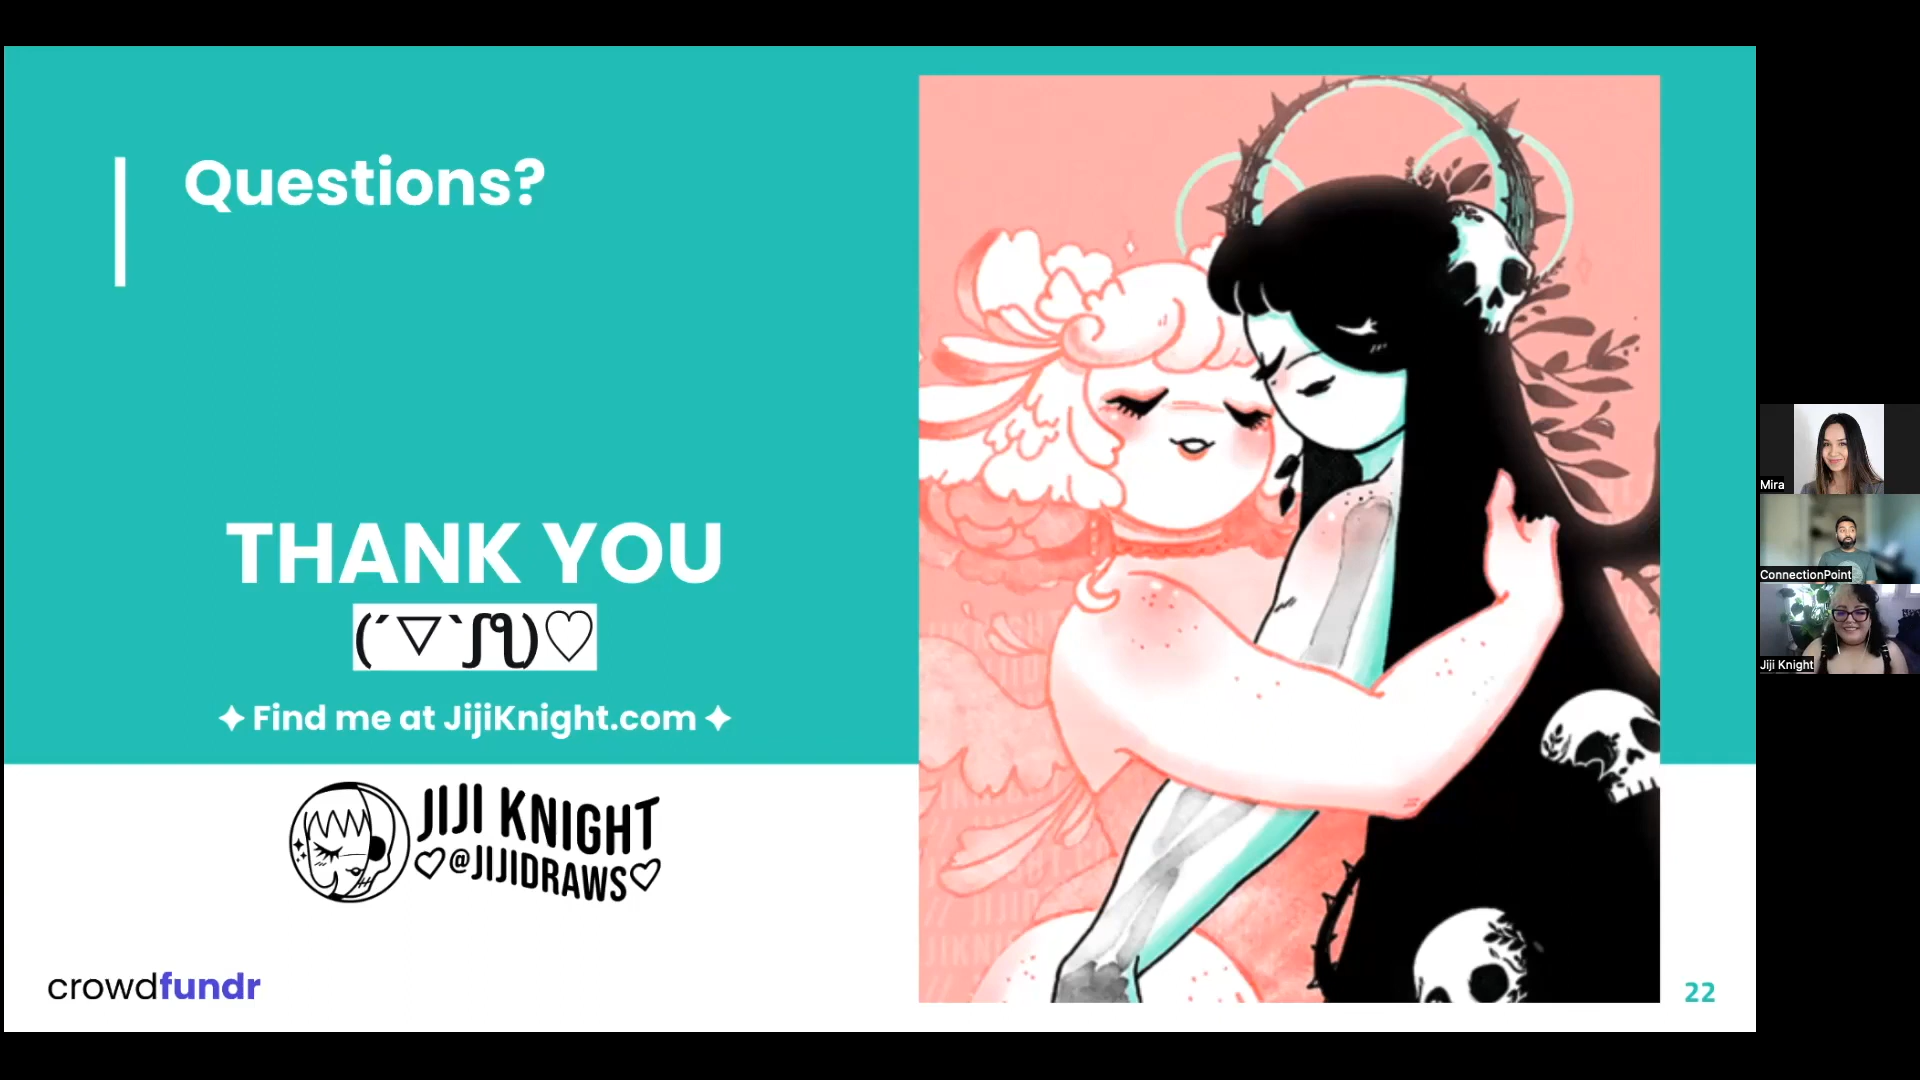 Questions?
THANK YOU
(´▽`ʃƪ)♡
✦ Find me at JijiKnight.com ✦
JIJI KNIGHT
♡@JIJIDRAWS♡
crowdfundr
22
Mira
ConnectionPoint
Jiji Knight